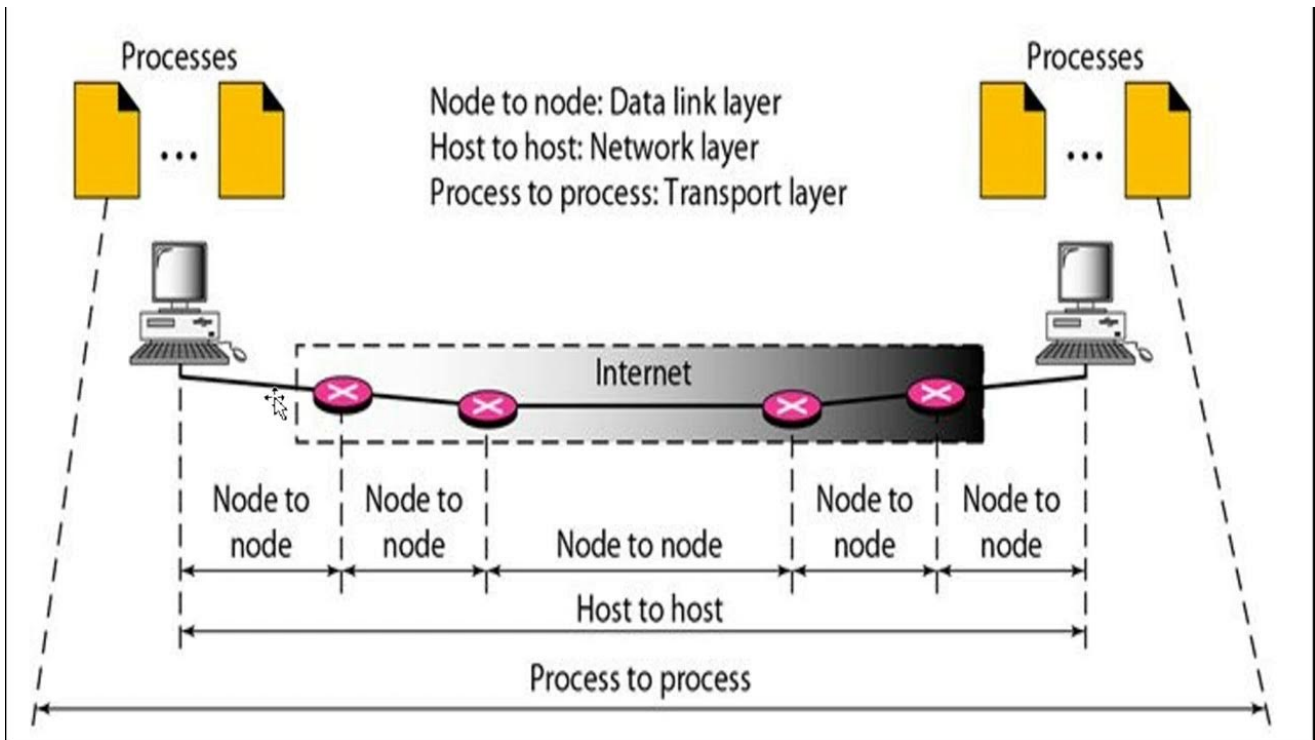 Processes
Processes
Node to node: Data link layer
Host to host: Network layer
Process to process: Transport layer
Internet
Node to
node
Node to
node
Node to node
Node to
node
Node to
node
Host to host
Process to process